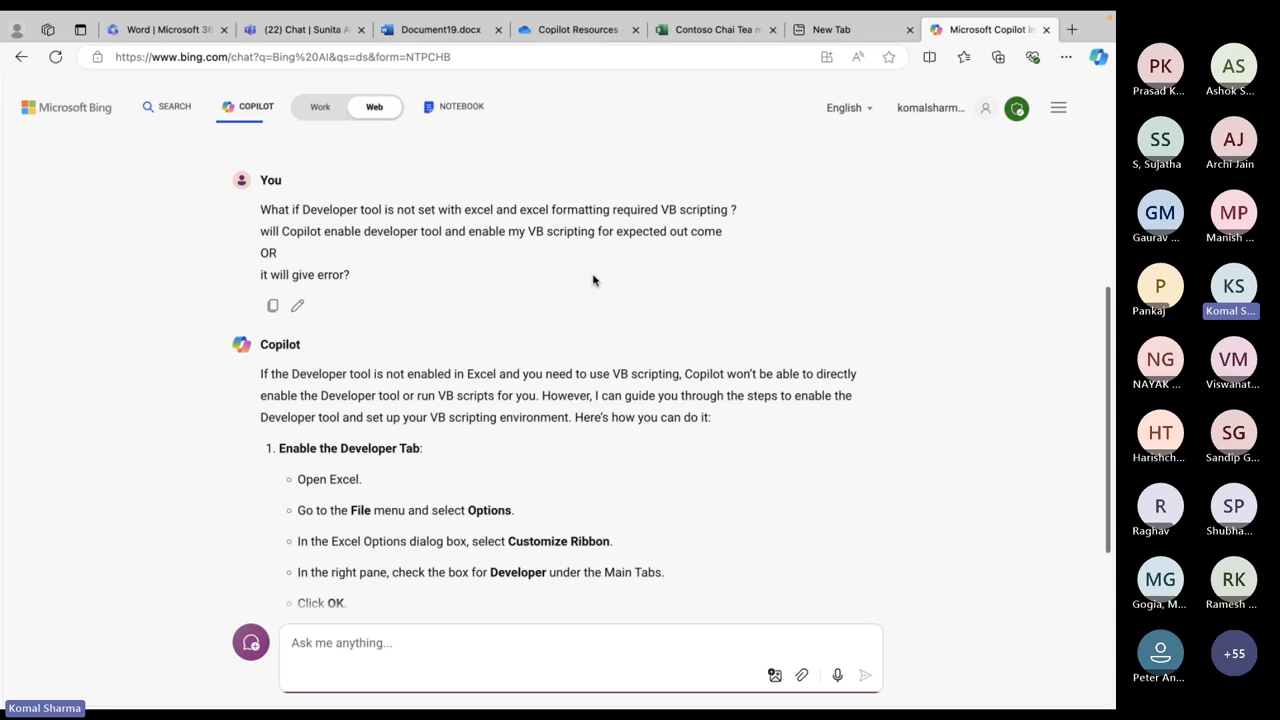 Word | Microsoft 36
(22) Chat | Sunita A
Document19.docx
Copilot Resources -
Contoso Chai Tea m
New Tab
Microsoft Copilot in
https://www.bing.com/chat?q=Bing%20AI&qs=ds&form=NTPCHB
Microsoft Bing
SEARCH
COPILOT
Work
Web
NOTEBOOK
English
komalsharm...
You
What if Developer tool is not set with excel and excel formatting required VB scripting ?
will Copilot enable developer tool and enable my VB scripting for expected out come
OR
it will give error?
Copilot
If the Developer tool is not enabled in Excel and you need to use VB scripting, Copilot won't be able to directly
enable the Developer tool or run VB scripts for you. However, I can guide you through the steps to enable the
Developer tool and set up your VB scripting environment. Here's how you can do it:
1. Enable the Developer Tab:
Open Excel.
Go to the File menu and select Options.
In the Excel Options dialog box, select Customize Ribbon.
In the right pane, check the box for Developer under the Main Tabs.
Click OK.
Ask me anything...
Komal Sharma
PK
Prasad K...
AS
Ashok S...
SS
S, Sujatha
AJ
Archi Jain
GM
Gaurav ...
MP
Manish ...
P
Pankaj
KS
Komal S...
NG
NAYAK ...
VM
Viswanat...
HT
Harishch...
SG
Sandip G...
R
Raghav
SP
Shubha...
MG
Gogia, M...
RK
Ramesh ...
Peter An...
+55